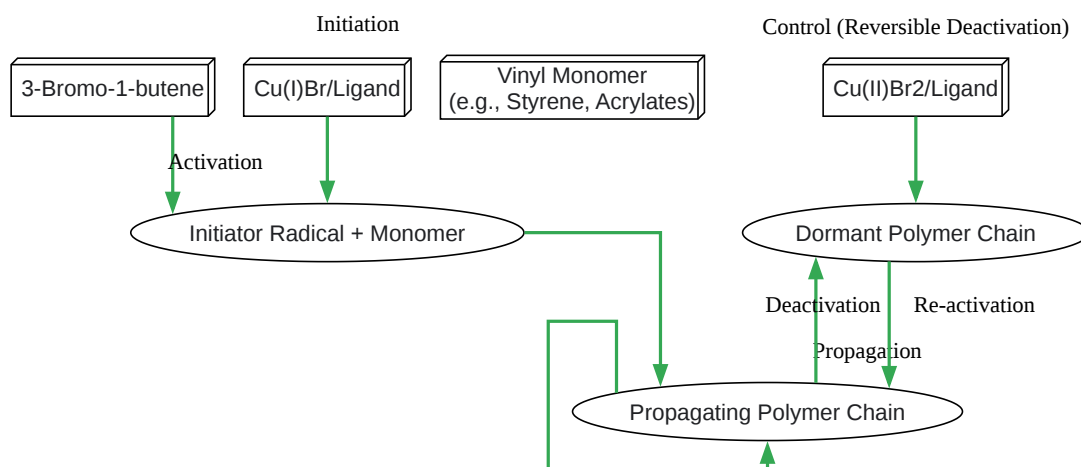 Initiation
Control (Reversible Deactivation)
3-Bromo-1-butene
Cu(I)Br/Ligand
Vinyl Monomer
(e.g., Styrene, Acrylates)
Cu(II)Br2/Ligand
Activation
Initiator Radical + Monomer
Dormant Polymer Chain
Deactivation
Re-activation
Propagation
Propagating Polymer Chain